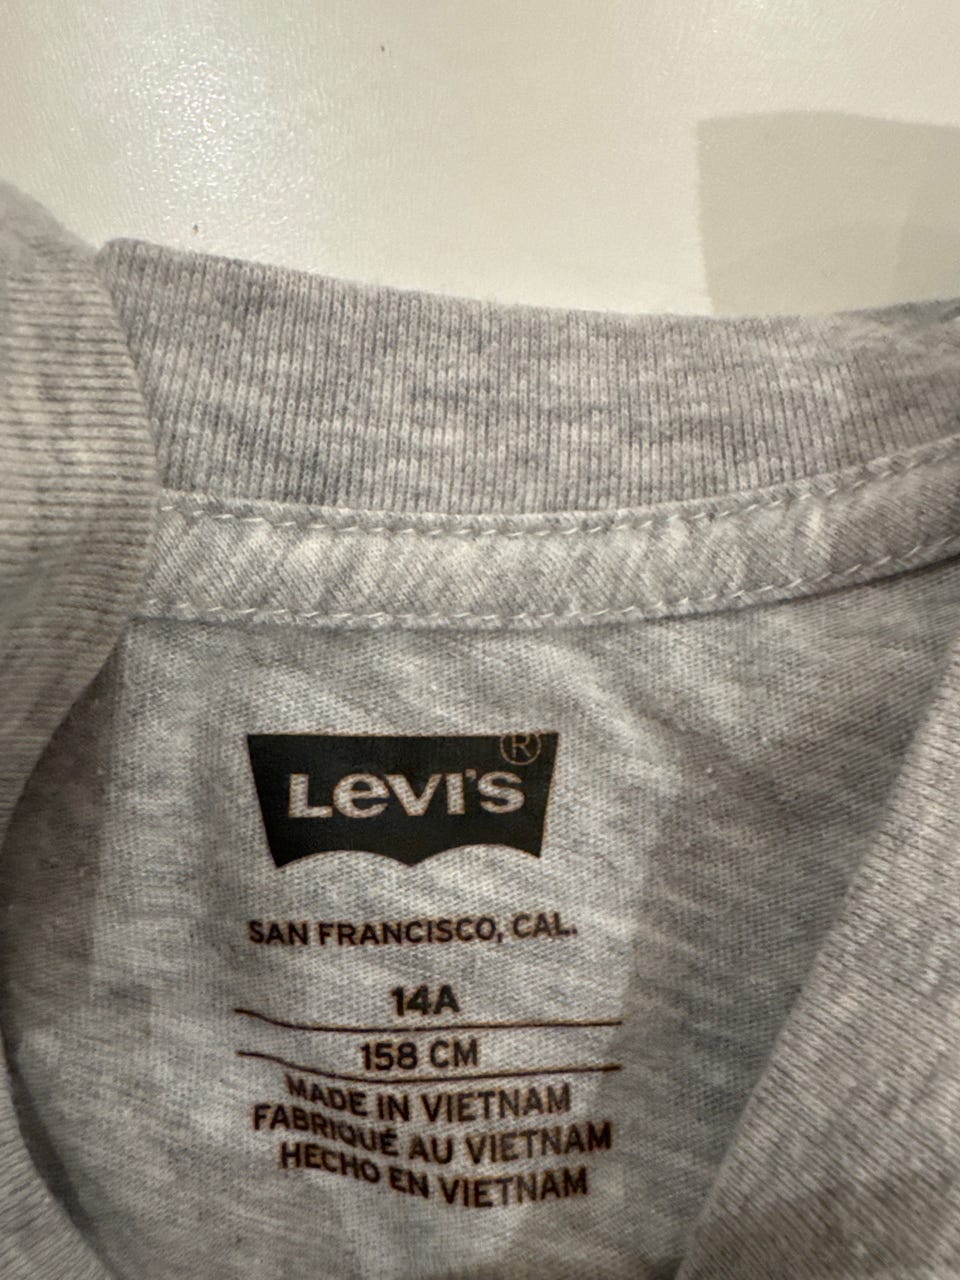 LEVI'S®
SAN FRANCISCO, CAL.
14A
158 CM
MADE IN VIETNAM
FABRIQUÉ AU VIETNAM
HECHO EN VIETNAM